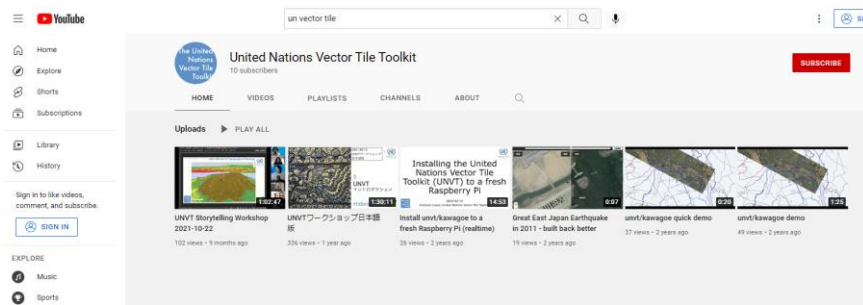 YouTube
un vector tile
Home
Explore
Shorts
Subscriptions
Library
History
Sign in to like videos,
comment, and subscribe.
SIGN IN
EXPLORE
Music
Sports
The United
Nations
Vector Tile
Toolkit
United Nations Vector Tile Toolkit
10 subscribers
SUBSCRIBE
HOME VIDEOS PLAYLISTS CHANNELS ABOUT
Uploads PLAY ALL
1:02:47
UNVT Storytelling Workshop
2021-10-22
102 views • 9 months ago
UNVT
1:30:11
UNVTワークショップ日本語
版
336 views • 1 year ago
Installing the United
Nations Vector Tile
Toolkit (UNVT) to a fresh
Raspberry Pi
14:53
Install unvt/kawagoe to a
fresh Raspberry Pi (realtime)
26 views • 2 years ago
0:07
Great East Japan Earthquake
in 2011 - built back better
19 views • 2 years ago
0:20
unvt/kawagoe quick demo
37 views • 2 years ago
1:25
unvt/kawagoe demo
49 views • 2 years ago